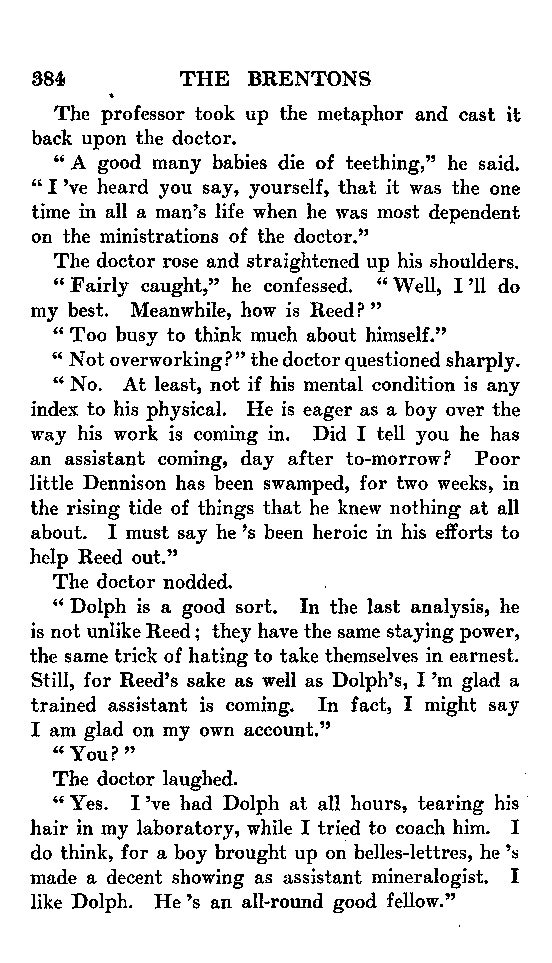 384 THE BRENTONS
The professor took up the metaphor and cast it
back upon the doctor.
“ A good many babies die of teething,” he said.
“ I 've heard you say, yourself, that it was the one
time in all a man's life when he was most dependent
on the ministrations of the doctor.”
The doctor rose and straightened up his shoulders.
“ Fairly caught,” he confessed. “ Well, I 'll do
my best. Meanwhile, how is Reed? ”
“ Too busy to think much about himself.”
“ Not overworking?” the doctor questioned sharply.
“ No. At least, not if his mental condition is any
index to his physical. He is eager as a boy over the
way his work is coming in. Did I tell you he has
an assistant coming, day after to-morrow? Poor
little Dennison has been swamped, for two weeks, in
the rising tide of things that he knew nothing at all
about. I must say he 's been heroic in his efforts to
help Reed out.”
The doctor nodded.
“ Dolph is a good sort. In the last analysis, he
is not unlike Reed ; they have the same staying power,
the same trick of hating to take themselves in earnest.
Still, for Reed's sake as well as Dolph's, I 'm glad a
trained assistant is coming. In fact, I might say
I am glad on my own account.”
“ You? ”
The doctor laughed.
“ Yes. I 've had Dolph at all hours, tearing his
hair in my laboratory, while I tried to coach him. I
do think, for a boy brought up on belles-lettres, he 's
made a decent showing as assistant mineralogist. I
like Dolph. He 's an all-round good fellow.”